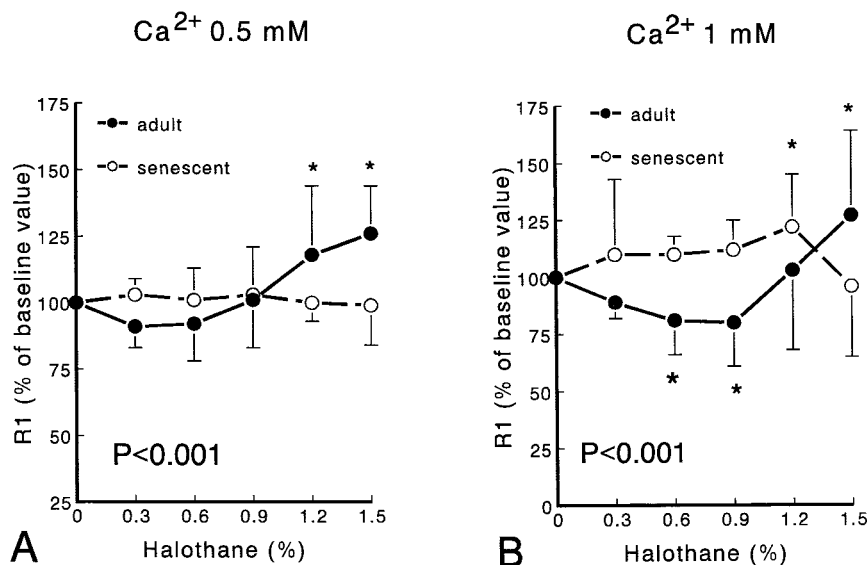 Ca2+ 0.5 mM
175
150
125
100
75
50
25
R1 (% of baseline value)
adult
senescent
*
*
P<0.001
0
0.3
0.6
0.9
1.2
1.5
Halothane (%)
A
Ca2+ 1 mM
175
150
125
100
75
50
25
0
R1 (% of baseline value)
adult
senescent
*
*
*
*
P<0.001
0
0.3
0.6
0.9
1.2
1.5
Halothane (%)
B